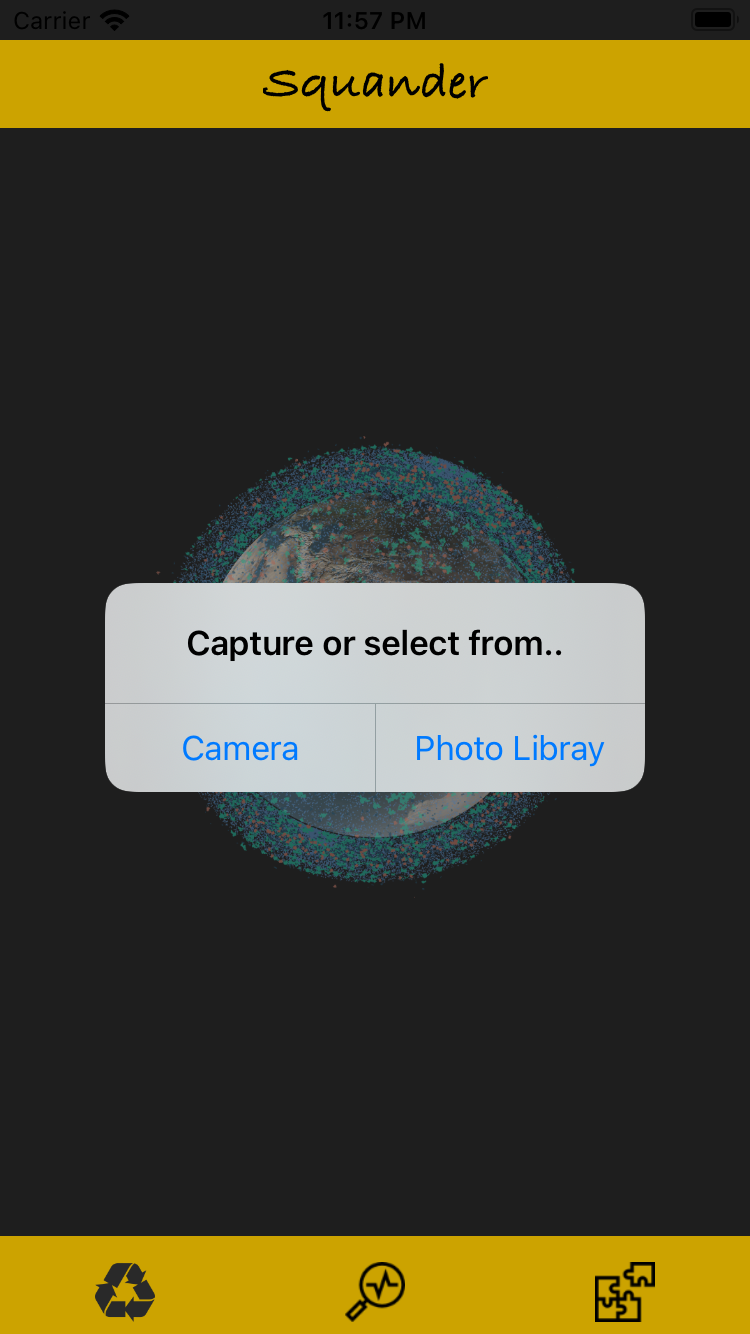 Carrier 11:57 PM
Squander
Capture or select from..
Camera Photo Libray